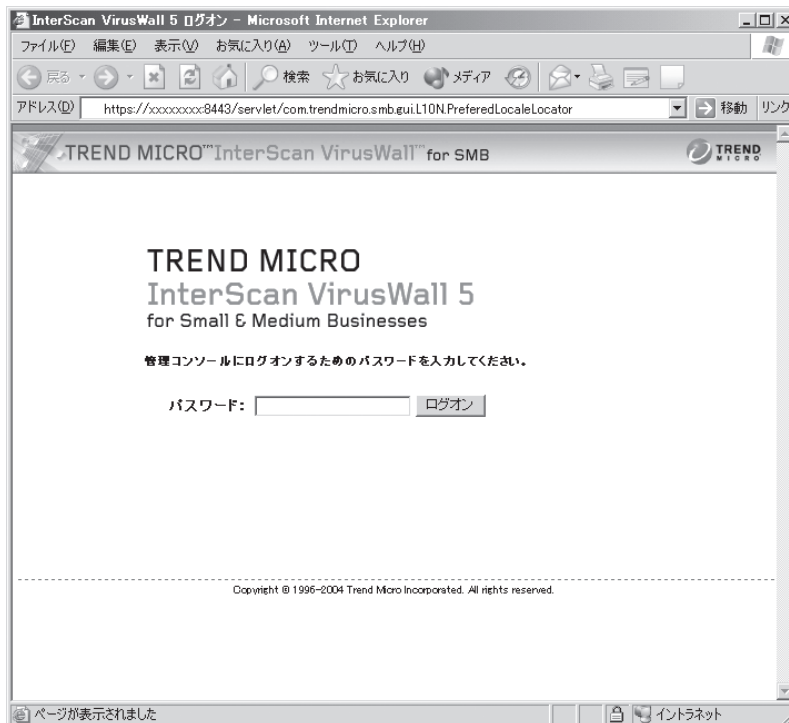 InterScan VirusWall 5 ログオン - Microsoft Internet Explorer
ファイル(F) 編集(E) 表示(V) お気に入り(A) ツール(T) ヘルプ(H)
戻る 検索 お気に入り メディア
アドレス(D) https://xxxxxxxx:8443/servlet/com.trendmicro.smb.gui.L10N.PreferedLocaleLocator 移動 リンク
TREND MICRO™ InterScan VirusWall™ for SMB TREND MICRO
TREND MICRO
InterScan VirusWall 5
for Small & Medium Businesses
管理コンソールにログオンするためのパスワードを入力してください。
パスワード: ログオン
Copyright © 1996-2004 Trend Micro Incorporated. All rights reserved.
ページが表示されました イントラネット